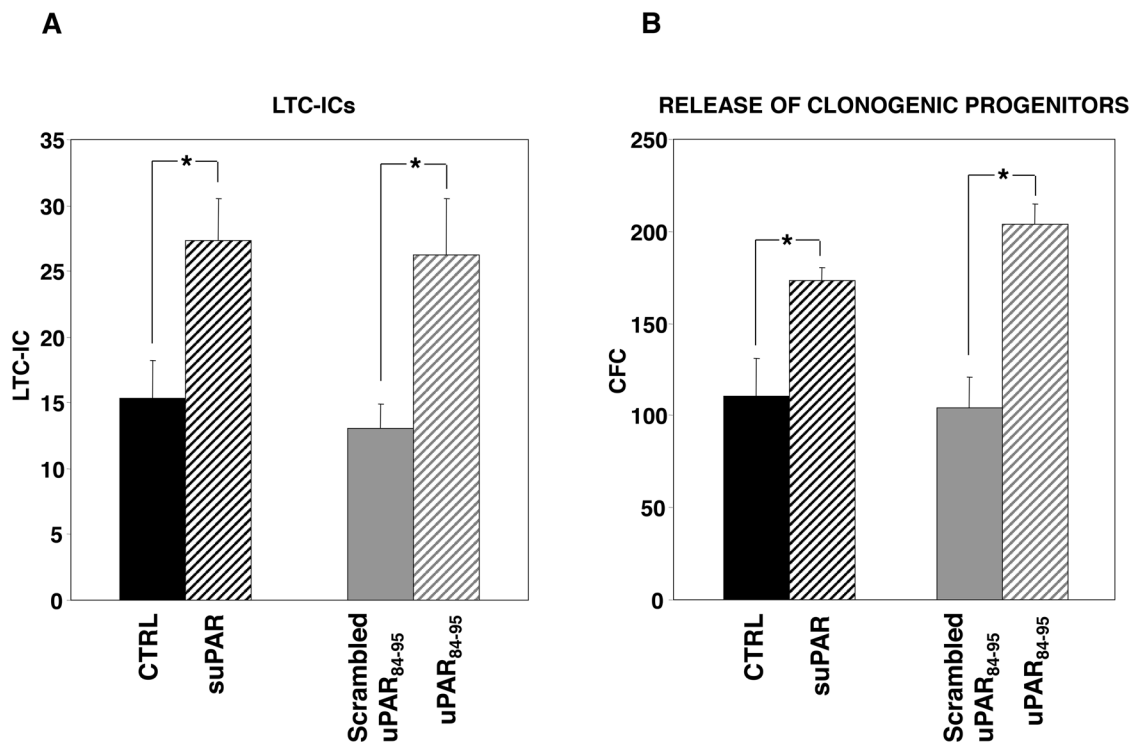 A
LTC-ICs
LTC-IC
35
30
25
20
15
10
5
0
*
*
CTRL
suPAR
Scrambled
uPAR84-95
uPAR84-95
B
RELEASE OF CLONOGENIC PROGENITORS
CFC
250
200
150
100
50
0
*
*
CTRL
suPAR
Scrambled
uPAR84-95
uPAR84-95